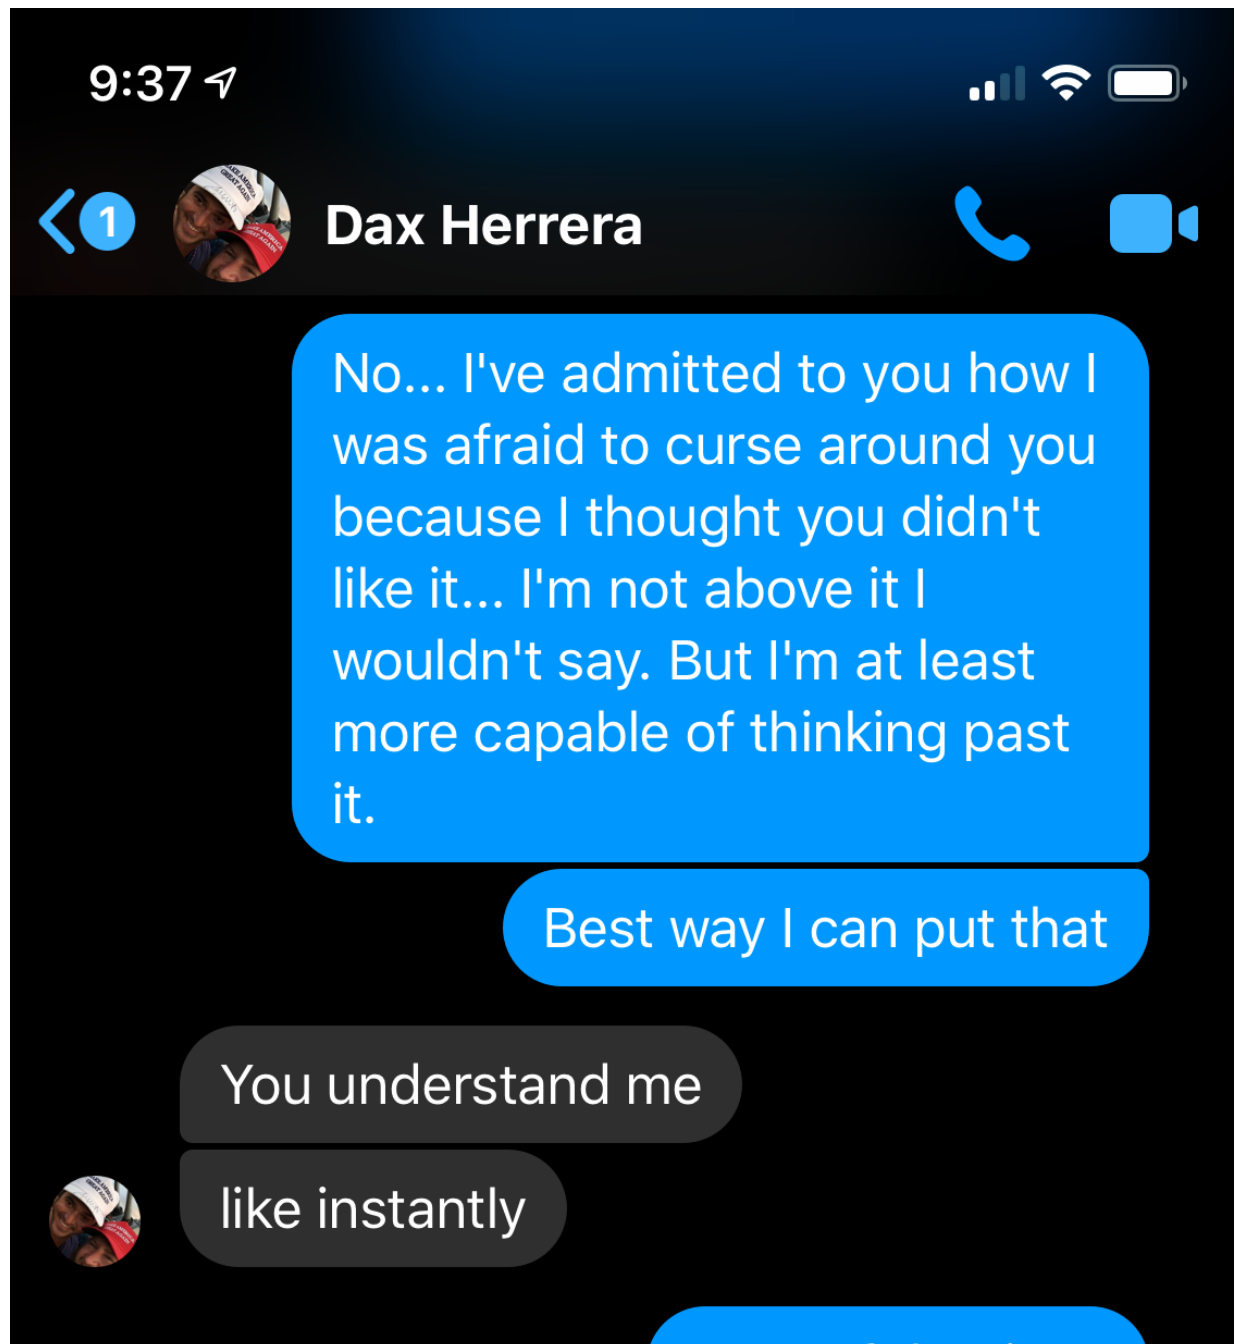 9:37
1
Dax Herrera
No... I've admitted to you how I
was afraid to curse around you
because I thought you didn't
like it... I'm not above it I
wouldn't say. But I'm at least
more capable of thinking past
it.
Best way I can put that
You understand me
like instantly